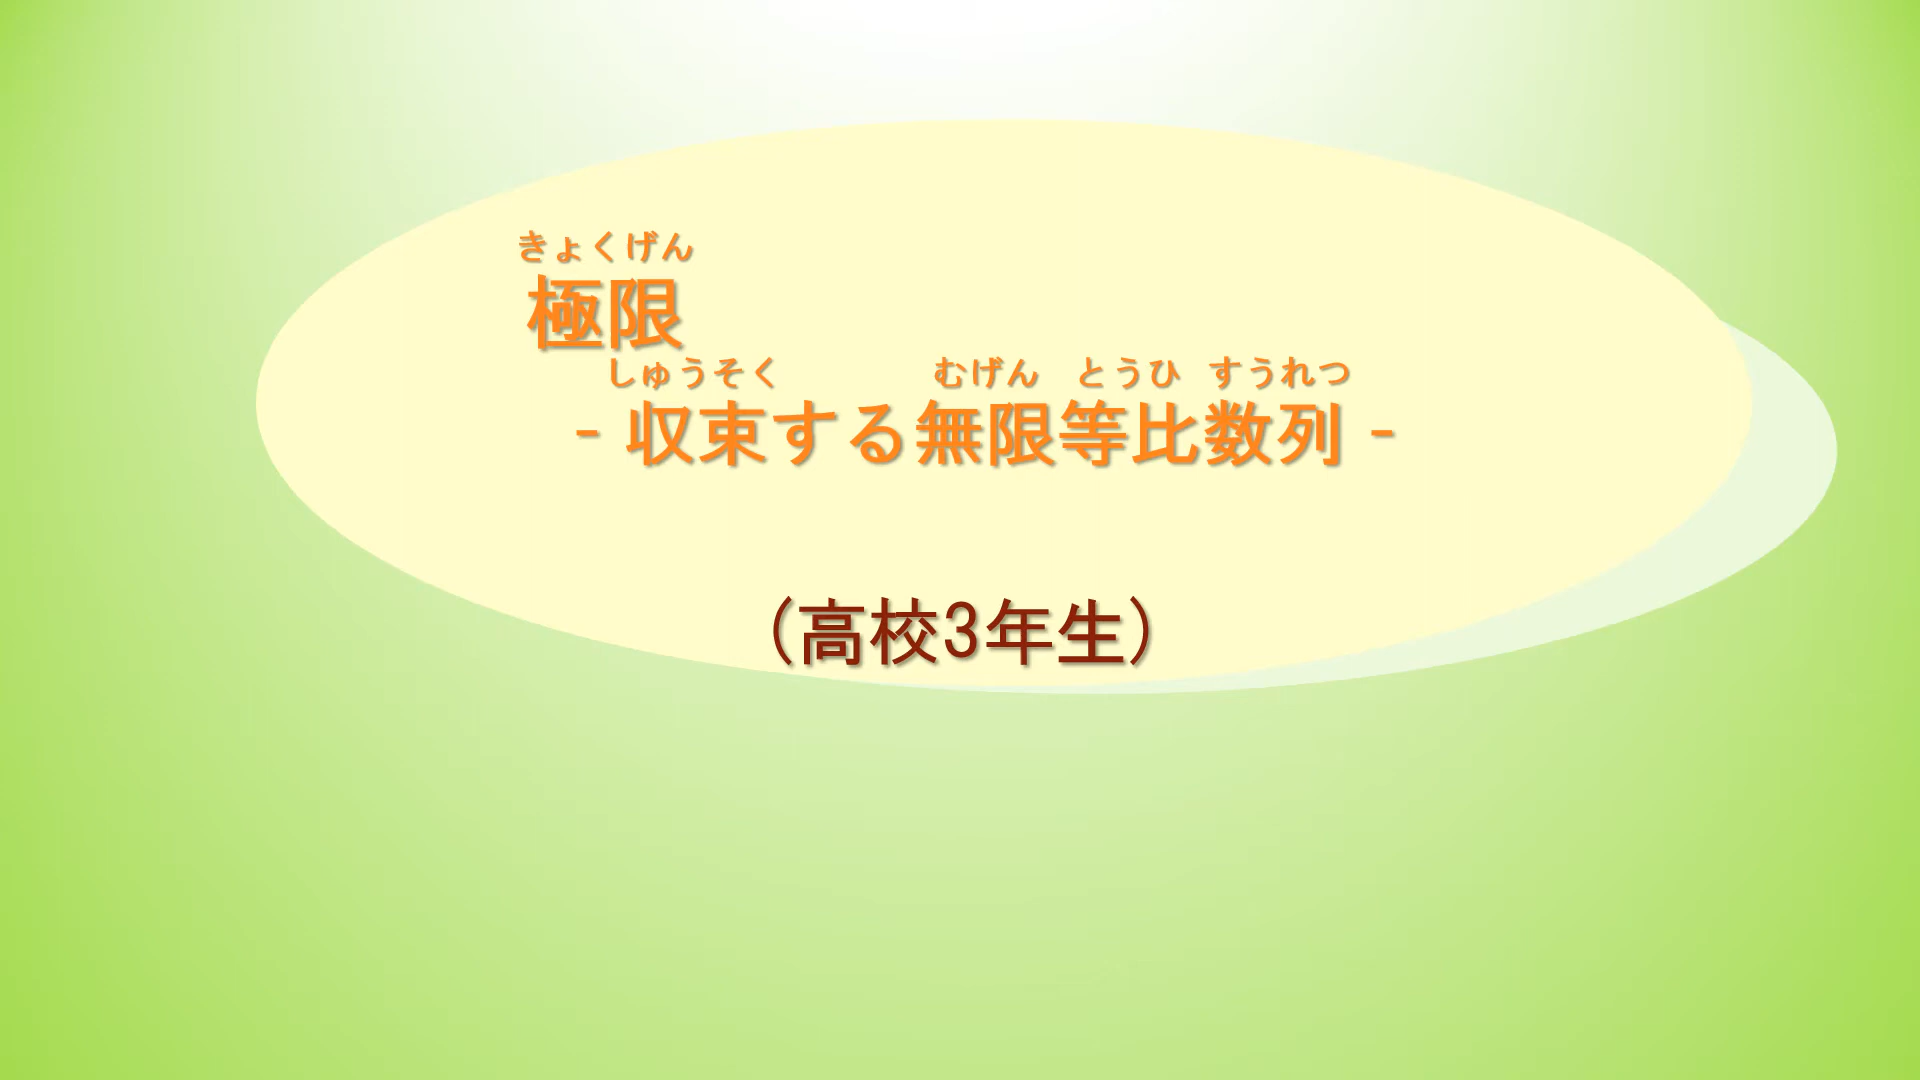 きょくげん
極限
しゅうそく むげん とうひ すうれつ
- 収束する無限等比数列 -
(高校3年生)